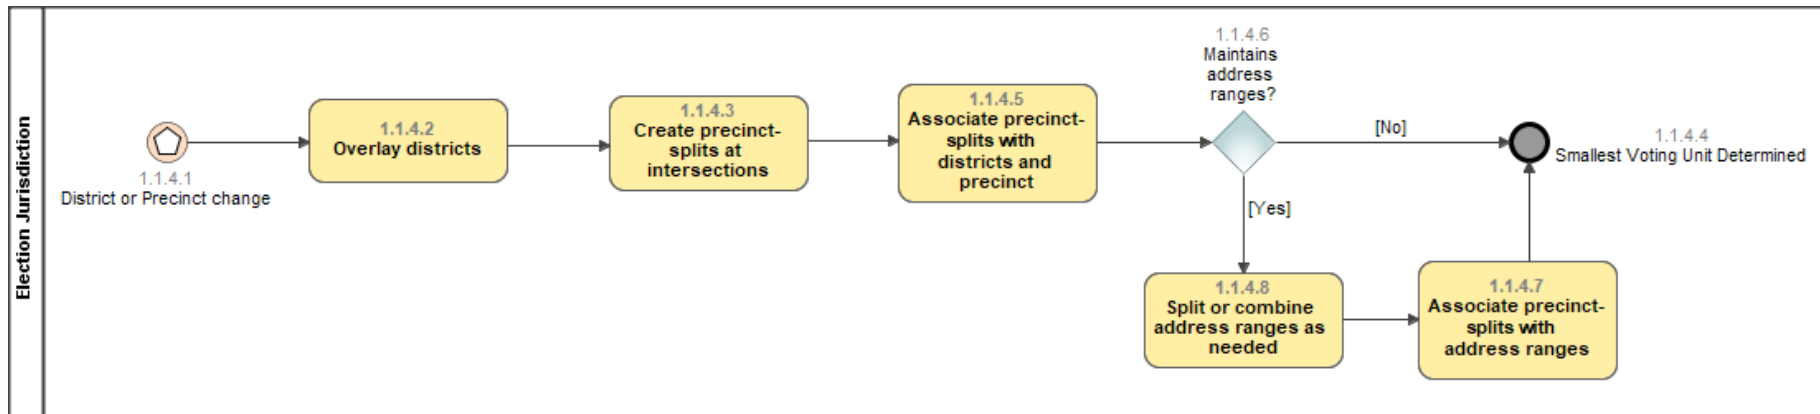 Election Jurisdiction
1.1.4.1
District or Precinct change
1.1.4.2
Overlay districts
1.1.4.3
Create precinct-
splits at
intersections
1.1.4.5
Associate precinct-
splits with
districts and
precinct
1.1.4.6
Maintains
address
ranges?
[No]
[Yes]
1.1.4.4
Smallest Voting Unit Determined
1.1.4.8
Split or combine
address ranges as
needed
1.1.4.7
Associate precinct-
splits with
address ranges